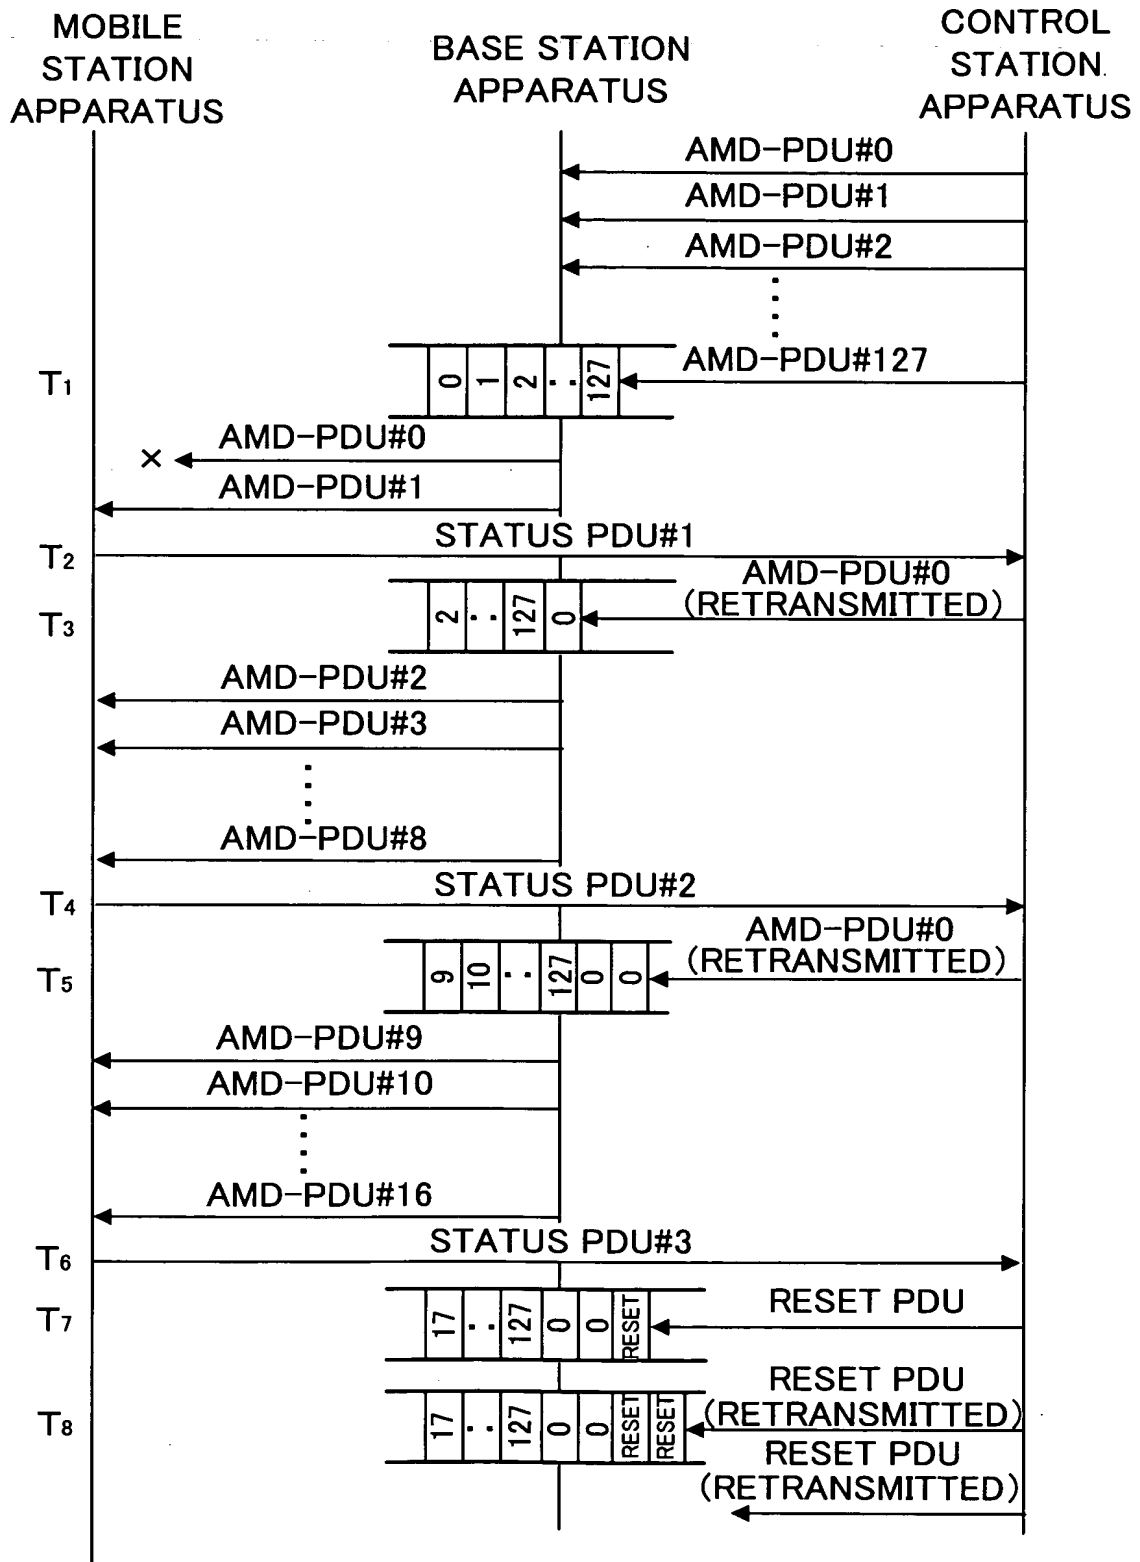 MOBILE
STATION
APPARATUS
BASE STATION
APPARATUS
CONTROL
STATION
APPARATUS
AMD-PDU#0
AMD-PDU#1
AMD-PDU#2
AMD-PDU#127
T1
0 1 2 ‥ 127
AMD-PDU#0
×
AMD-PDU#1
T2
STATUS PDU#1
AMD-PDU#0
(RETRANSMITTED)
T3
2 ‥ 127 0
AMD-PDU#2
AMD-PDU#3
AMD-PDU#8
T4
STATUS PDU#2
AMD-PDU#0
(RETRANSMITTED)
T5
9 10 ‥ 127 0 0
AMD-PDU#9
AMD-PDU#10
AMD-PDU#16
T6
STATUS PDU#3
T7
17 ‥ 127 0 0 RESET
RESET PDU
RESET PDU
(RETRANSMITTED)
T8
17 ‥ 127 0 0 RESET RESET
RESET PDU
(RETRANSMITTED)